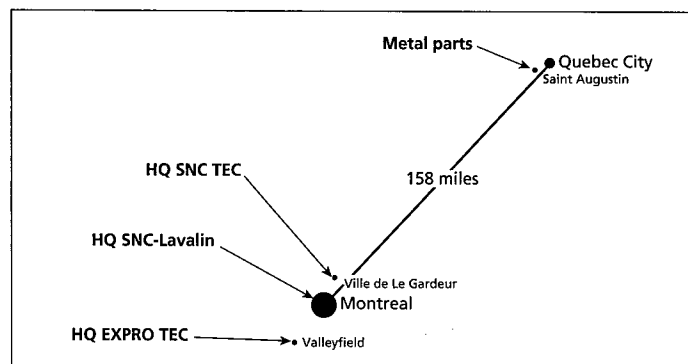 Metal parts
Quebec City
Saint Augustin
HQ SNC TEC
158 miles
HQ SNC-Lavalin
Ville de Le Gardeur
Montreal
HQ EXPRO TEC
Valleyfield